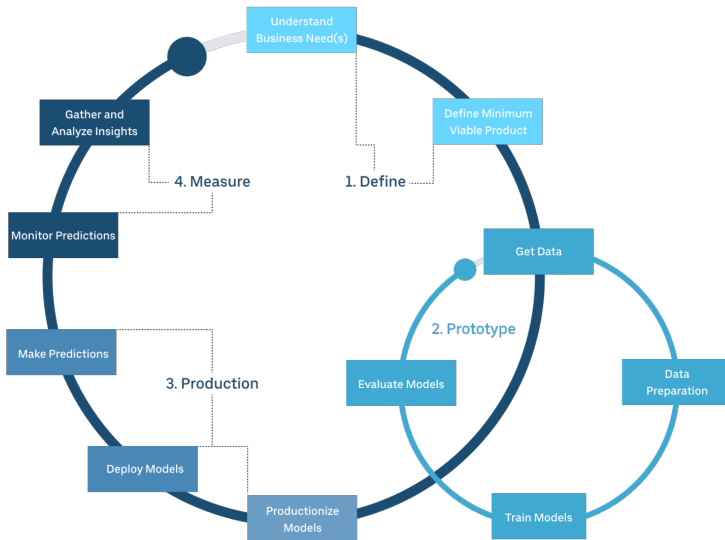 Understand
Business Need(s)
Define Minimum
Viable Product
1. Define
Get Data
2. Prototype
Data
Preparation
Train Models
Evaluate Models
Productionize
Models
Deploy Models
3. Production
Make Predictions
Monitor Predictions
4. Measure
Gather and
Analyze Insights